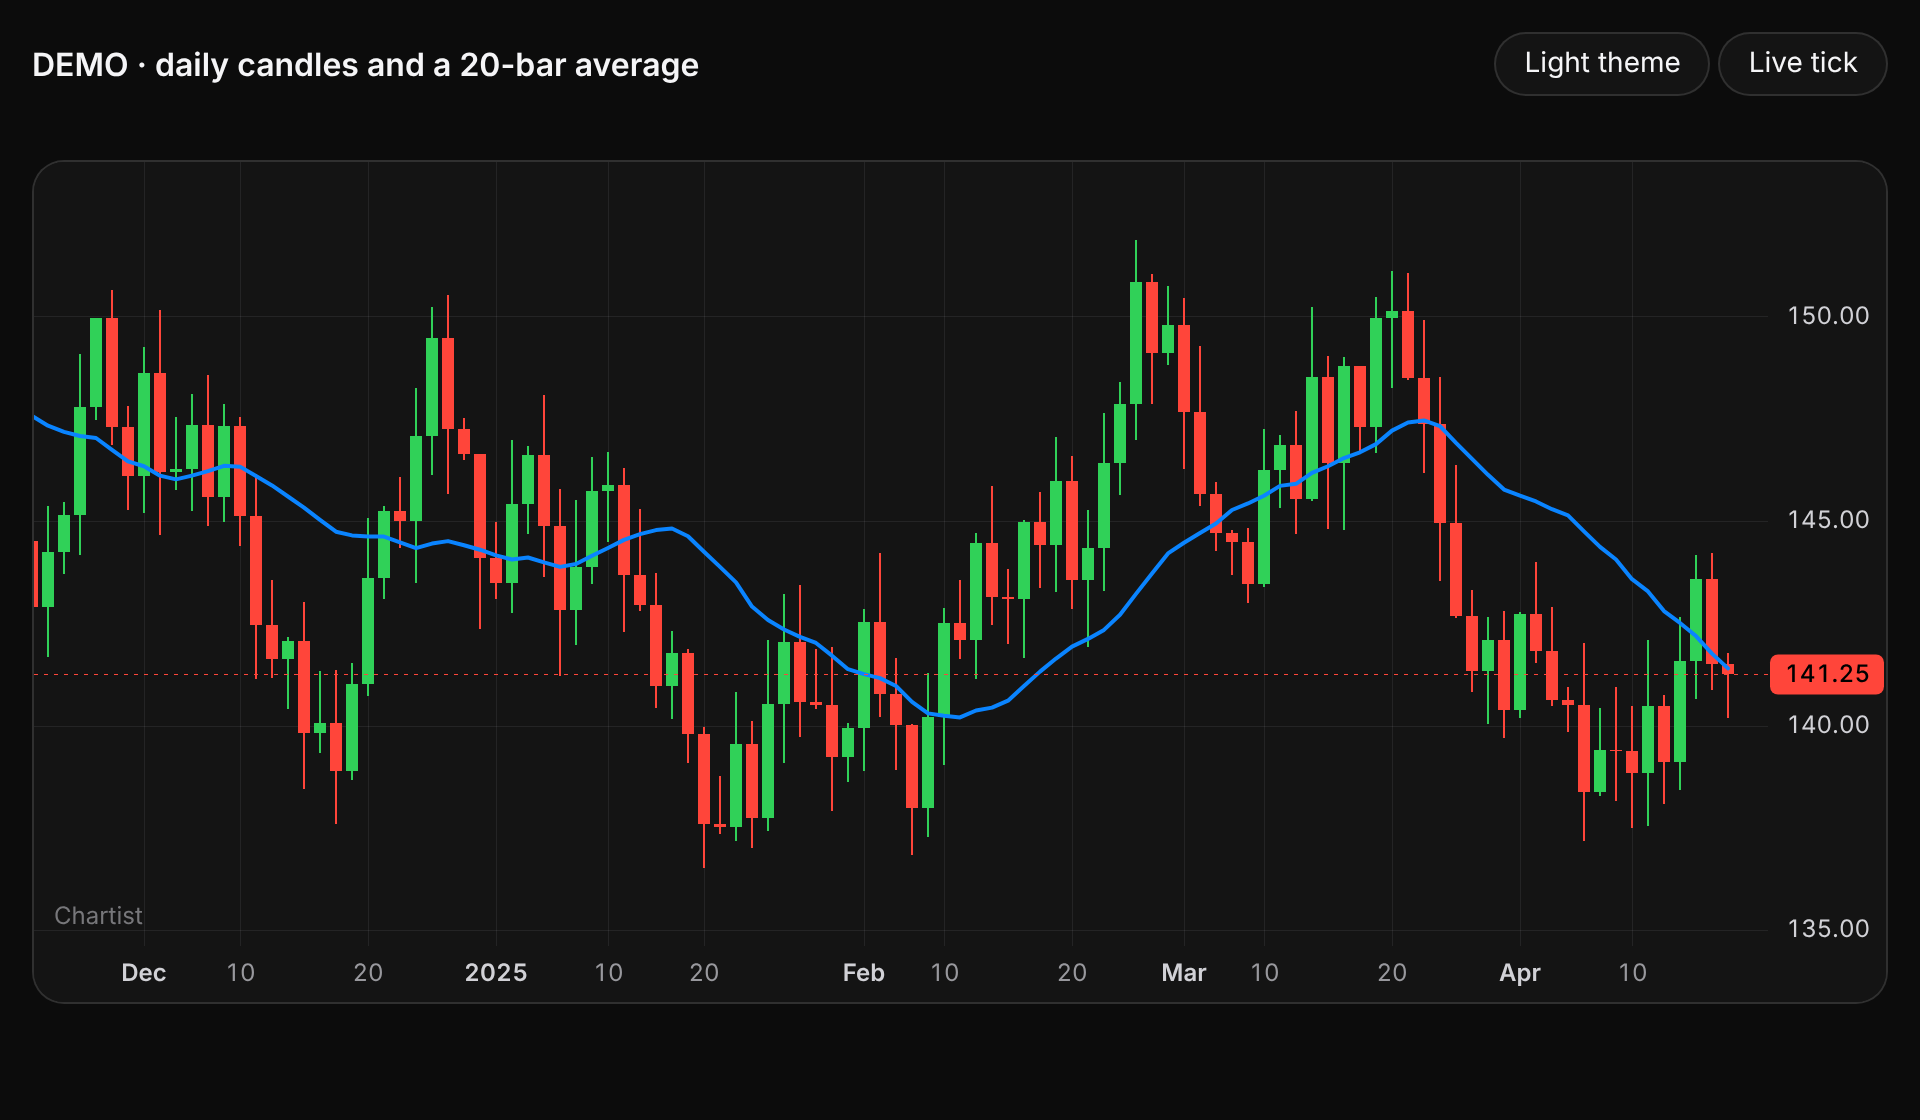 DEMO · daily candles and a 20-bar average
Light theme
Live tick
150.00
145.00
141.25
140.00
135.00
Chartist
Dec 10 20 2025 10 20 Feb 10 20 Mar 10 20 Apr 10